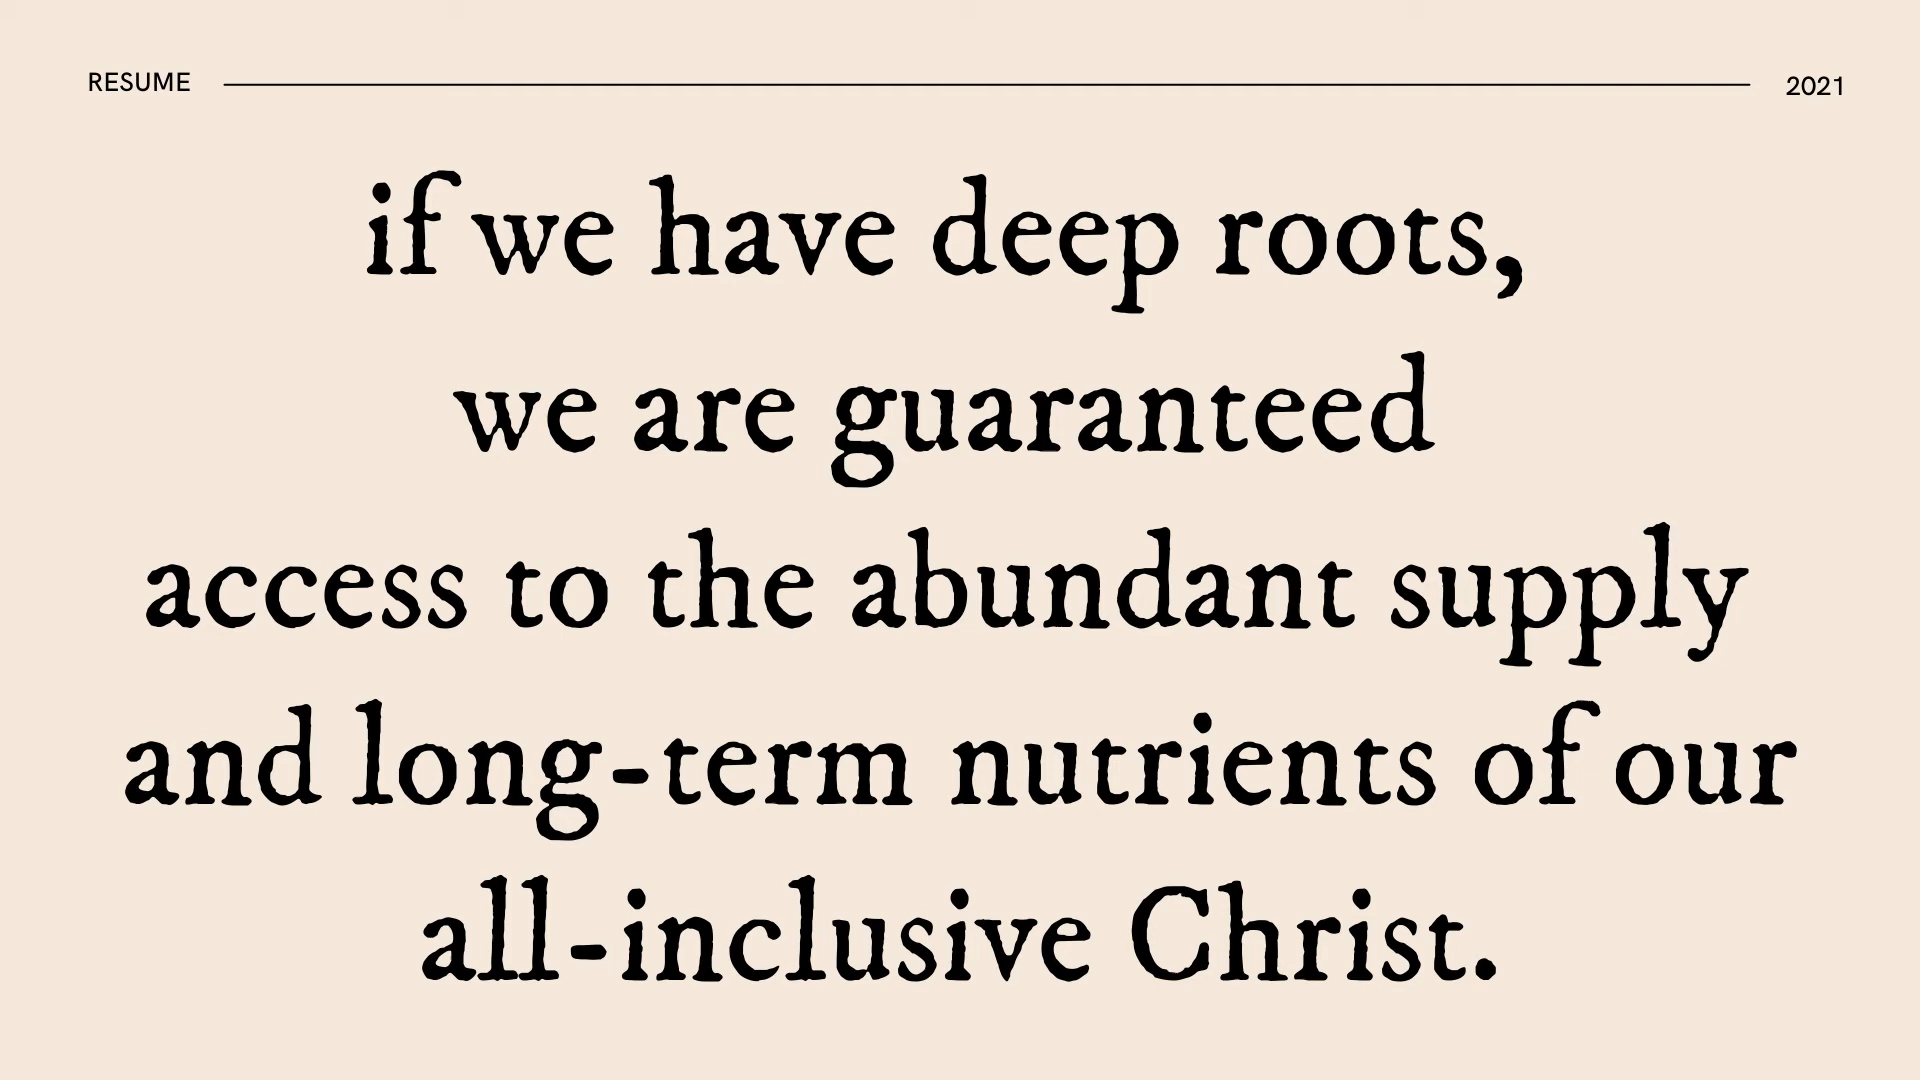 RESUME 2021
if we have deep roots,
we are guaranteed
access to the abundant supply
and long-term nutrients of our
all-inclusive Christ.